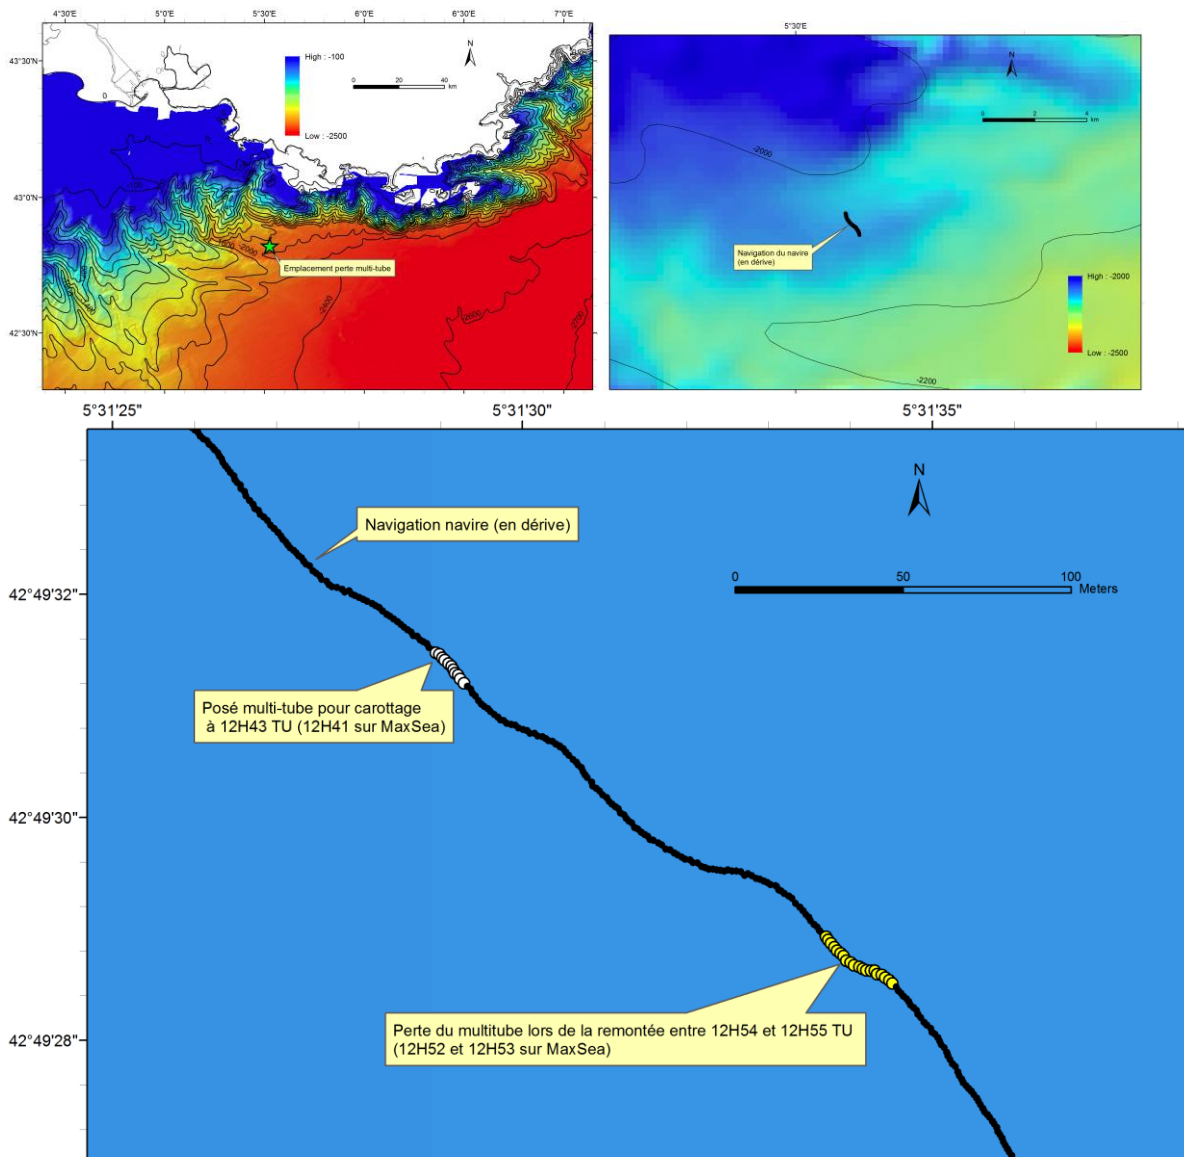 4°30'E 5°0'E 5°30'E 6°0'E 6°30'E 7°0'E
43°30'N
43°0'N
42°30'N
High : -100
Low : -2500
N
0 20 40
km
0
-2000
-2400
Emplacement perte multi-tube
5°30'E
N
0 2 4
km
-2000
Navigation du navire
(en dérive)
High : -2000
Low : -2500
-2200
5°31'25" 5°31'30" 5°31'35"
N
Navigation navire (en dérive)
0 50 100
Meters
42°49'32"
Posé multi-tube pour carottage
à 12H43 TU (12H41 sur MaxSea)
42°49'30"
Perte du multitube lors de la remontée entre 12H54 et 12H55 TU
(12H52 et 12H53 sur MaxSea)
42°49'28"